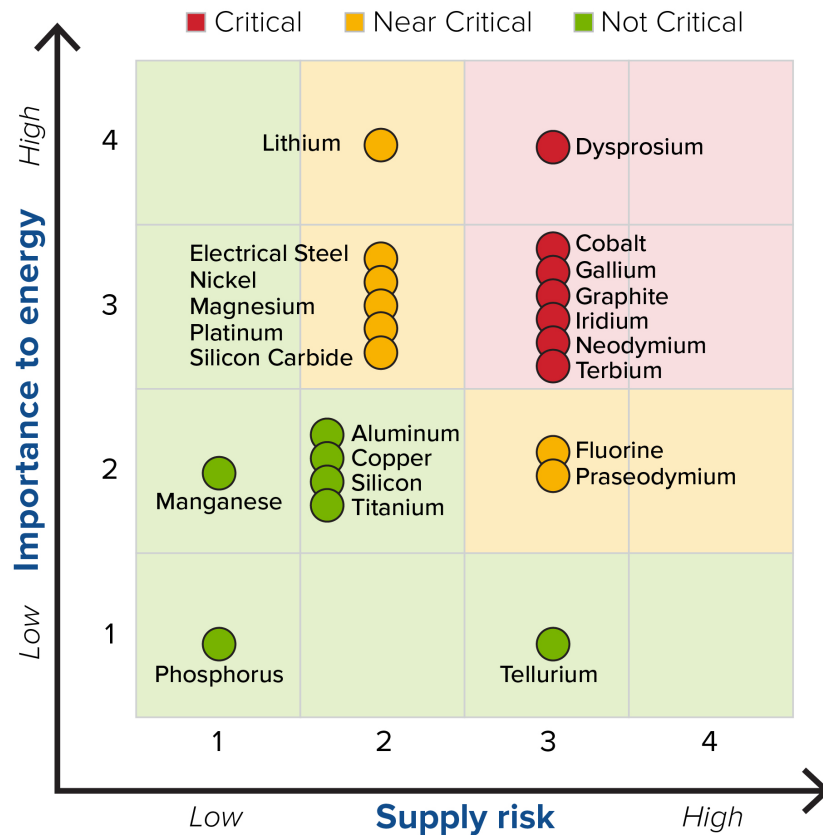 Critical
Near Critical
Not Critical
High
Importance to energy
Low
4
3
2
1
Lithium
Dysprosium
Electrical Steel
Nickel
Magnesium
Platinum
Silicon Carbide
Cobalt
Gallium
Graphite
Iridium
Neodymium
Terbium
Manganese
Aluminum
Copper
Silicon
Titanium
Fluorine
Praseodymium
Phosphorus
Tellurium
1
2
3
4
Low
Supply risk
High